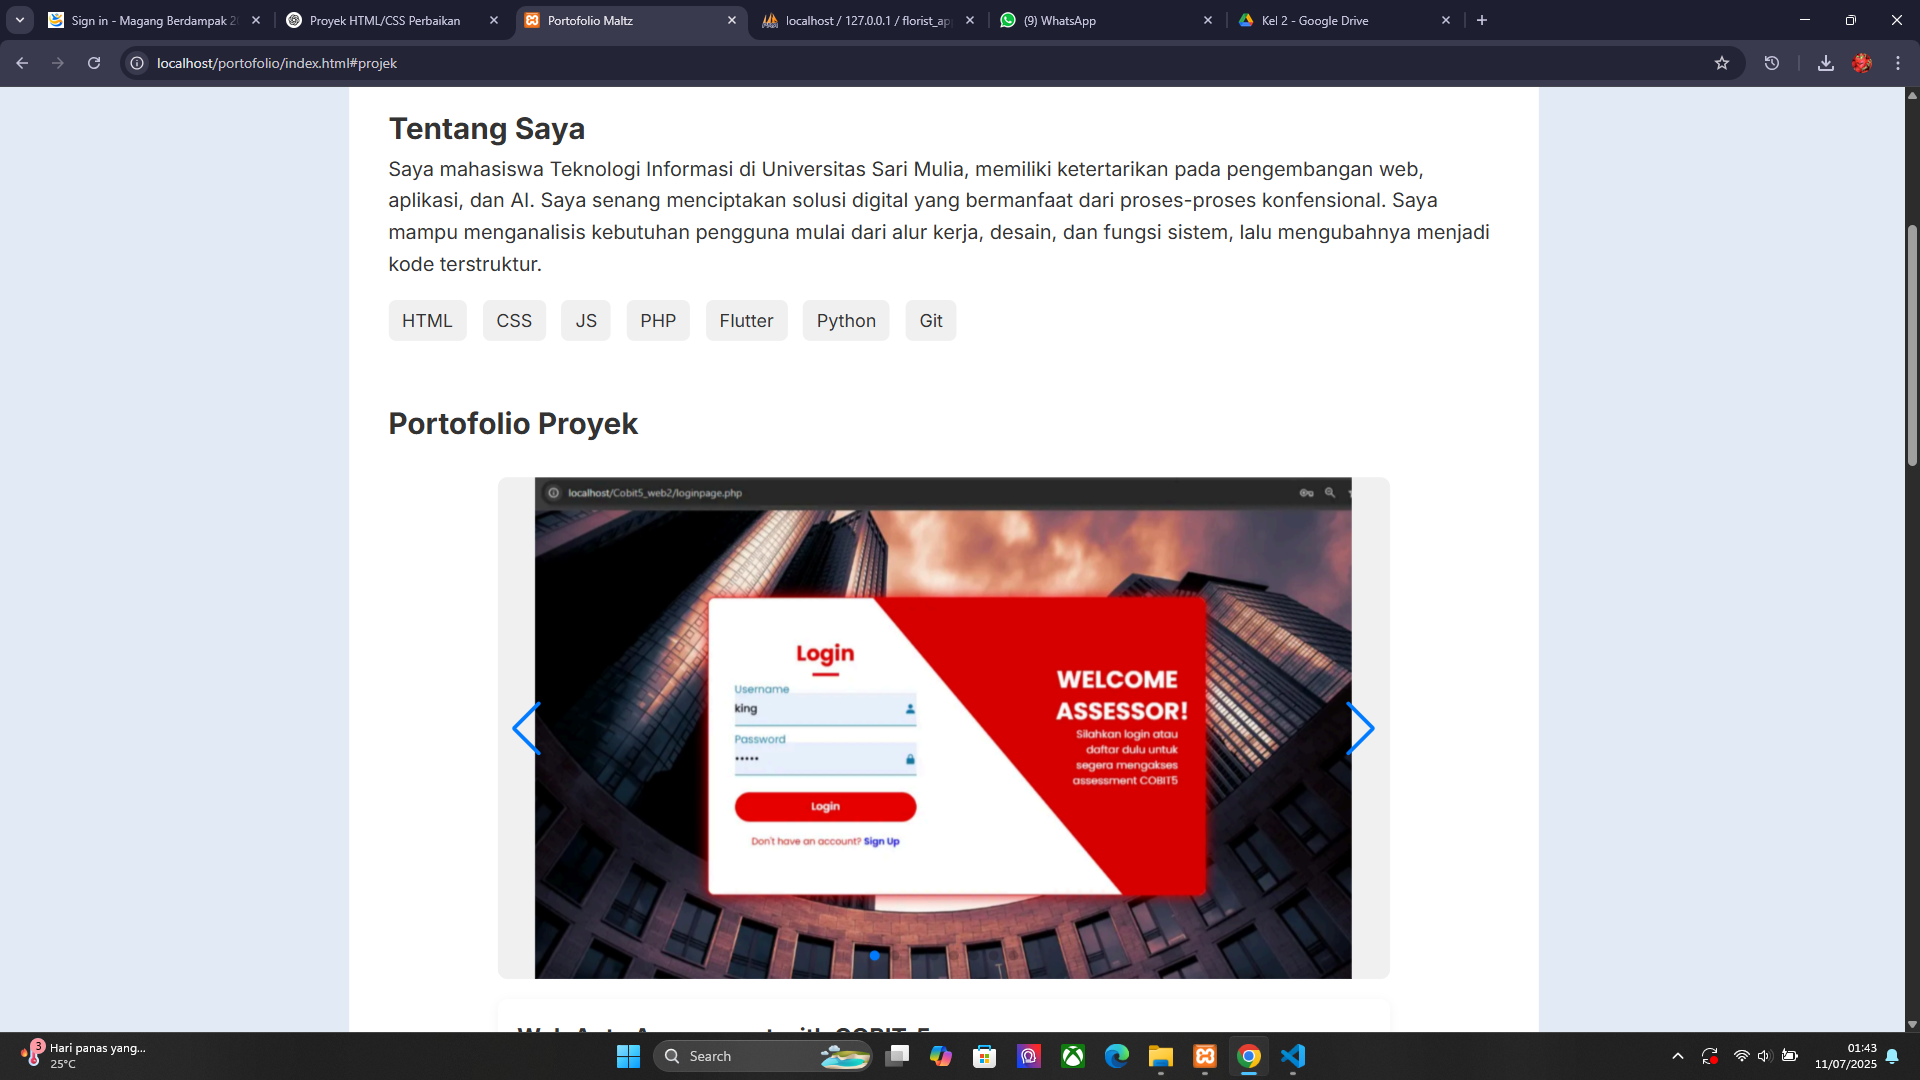 Sign in - Magang Berdampak 20
Proyek HTML/CSS Perbaikan
Portofolio Maltz
localhost / 127.0.0.1 / florist_ap
(9) WhatsApp
Kel 2 - Google Drive
localhost/portofolio/index.html#projek
Tentang Saya
Saya mahasiswa Teknologi Informasi di Universitas Sari Mulia, memiliki ketertarikan pada pengembangan web,
aplikasi, dan AI. Saya senang menciptakan solusi digital yang bermanfaat dari proses-proses konfensional. Saya
mampu menganalisis kebutuhan pengguna mulai dari alur kerja, desain, dan fungsi sistem, lalu mengubahnya menjadi
kode terstruktur.
HTML CSS JS PHP Flutter Python Git
Portofolio Proyek
localhost/Cobit5_web2/loginpage.php
Login
Username
king
Password
•••••
Login
Don't have an account? Sign Up
WELCOME
ASSESSOR!
Silahkan login atau
daftar dulu untuk
segera mengakses
assessment COBIT5
3
Hari panas yang...
25°C
Search
01:43
11/07/2025